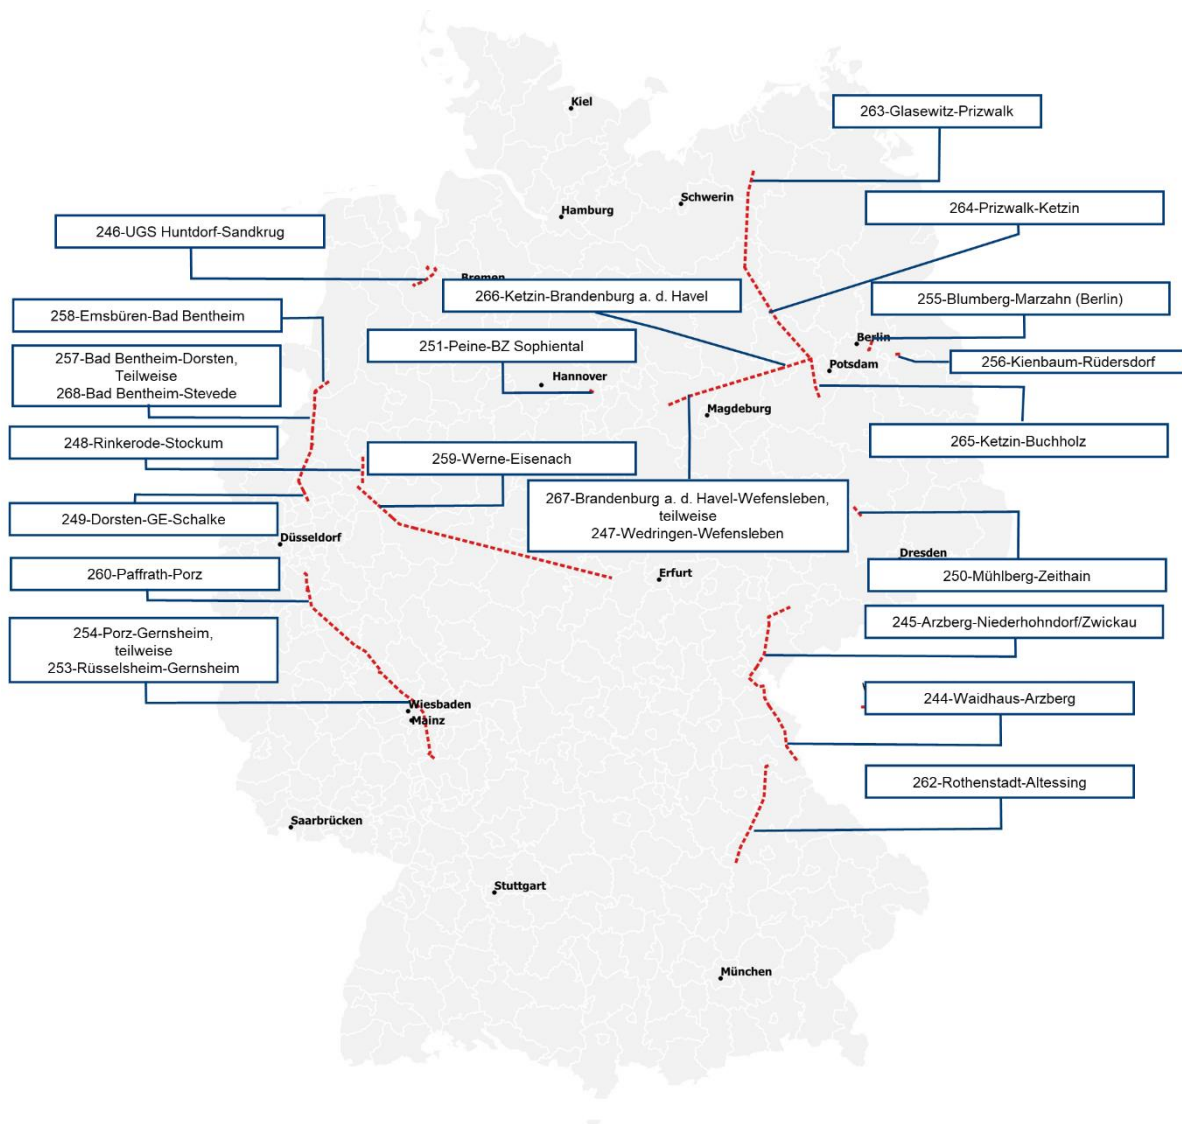 Kiel
263-Glasewitz-Prizwalk
Schwerin
Hamburg
264-Prizwalk-Ketzin
246-UGS Huntdorf-Sandkrug
Bremen
266-Ketzin-Brandenburg a. d. Havel
255-Blumberg-Marzahn (Berlin)
258-Emsbüren-Bad Bentheim
251-Peine-BZ Sophiental
Berlin
257-Bad Bentheim-Dorsten,
Teilweise
268-Bad Bentheim-Stevede
256-Kienbaum-Rüdersdorf
Hannover
Potsdam
Magdeburg
248-Rinkerode-Stockum
265-Ketzin-Buchholz
259-Werne-Eisenach
267-Brandenburg a. d. Havel-Wefensleben,
teilweise
247-Wedringen-Wefensleben
249-Dorsten-GE-Schalke
Düsseldorf
Dresden
260-Paffrath-Porz
Erfurt
250-Mühlberg-Zeithain
245-Arzberg-Niederhohndorf/Zwickau
254-Porz-Gernsheim,
teilweise
253-Rüsselsheim-Gernsheim
244-Waidhaus-Arzberg
Wiesbaden
Mainz
262-Rothenstadt-Altessing
Saarbrücken
Stuttgart
München